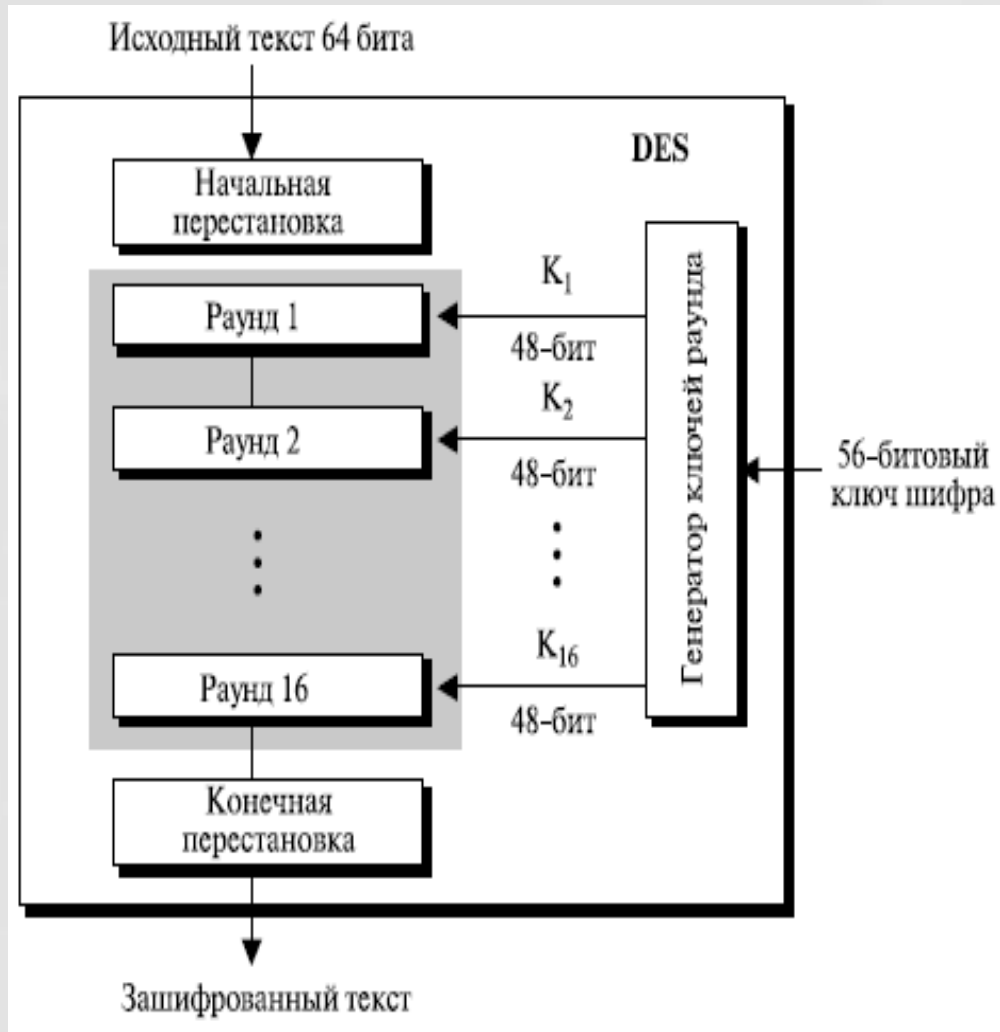 Исходный текст 64 бита
DES
Начальная
перестановка
K₁
Раунд 1
48-бит
K₂
Раунд 2
48-бит
Генератор ключей раунда
56-битовый
ключ шифра
K₁₆
Раунд 16
48-бит
Конечная
перестановка
Зашифрованный текст